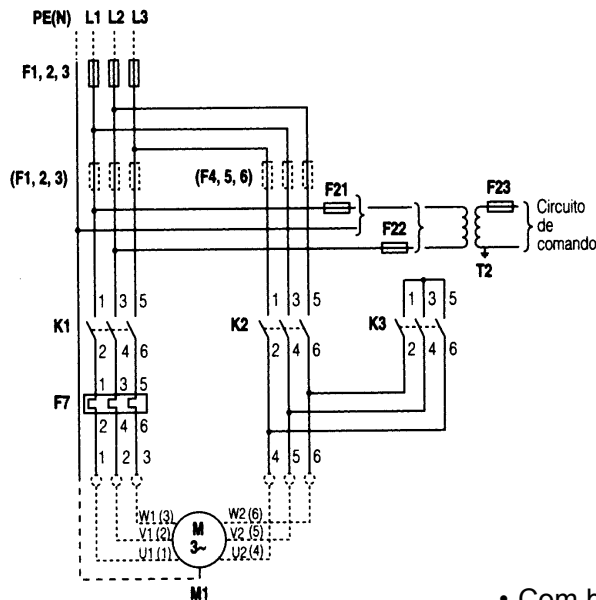 PE(N) L1 L2 L3
F1, 2, 3
(F1, 2, 3) (F4, 5, 6)
F21
F23
Circuito
de
comando
F22
T2
1 3 5 1 3 5 1 3 5
K1 K2 K3
2 4 6 2 4 6 2 4 6
1 3 5
F7
2 4 6
1 2 3 4 5 6
W1 (3) W2 (6)
V1 (2) M V2 (5)
U1 (1) 3~ U2 (4)
M1
• Com b